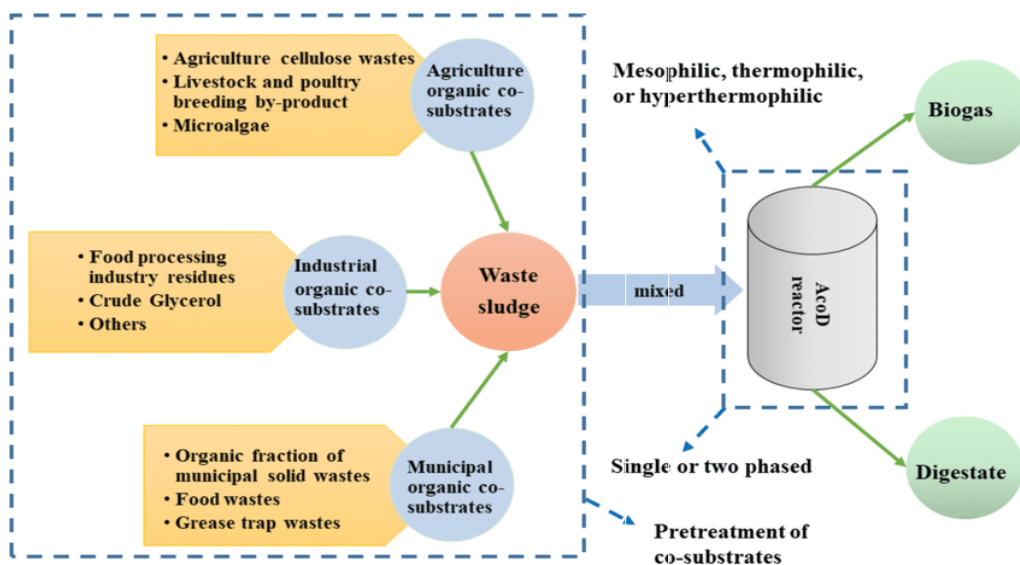 • Agriculture cellulose wastes
• Livestock and poultry
breeding by-product
• Microalgae
Agriculture
organic co-
substrates
• Food processing
industry residues
• Crude Glycerol
• Others
Industrial
organic co-
substrates
• Organic fraction of
municipal solid wastes
• Food wastes
• Grease trap wastes
Municipal
organic co-
substrates
Waste
sludge
mixed
Mesophilic, thermophilic,
or hyperthermophilic
AcoD
reactor
Single or two phased
Pretreatment of
co-substrates
Biogas
Digestate